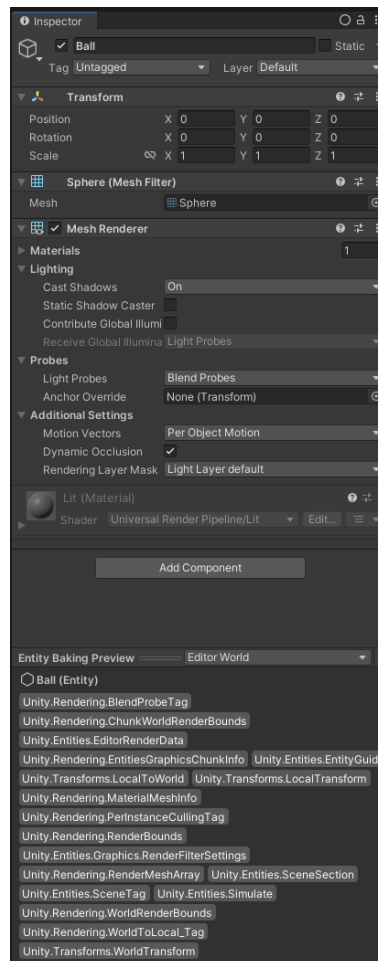 Inspector
Ball Static
Tag Untagged Layer Default
Transform
Position X 0 Y 0 Z 0
Rotation X 0 Y 0 Z 0
Scale X 1 Y 1 Z 1
Sphere (Mesh Filter)
Mesh Sphere
Mesh Renderer
Materials 1
Lighting
Cast Shadows On
Static Shadow Caster
Contribute Global Illumi
Receive Global Illumina Light Probes
Probes
Light Probes Blend Probes
Anchor Override None (Transform)
Additional Settings
Motion Vectors Per Object Motion
Dynamic Occlusion
Rendering Layer Mask Light Layer default
Lit (Material)
Shader Universal Render Pipeline/Lit Edit...
Add Component
Entity Baking Preview Editor World
Ball (Entity)
Unity.Rendering.BlendProbeTag
Unity.Rendering.ChunkWorldRenderBounds
Unity.Entities.EditorRenderData
Unity.Rendering.EntitiesGraphicsChunkInfo Unity.Entities.EntityGuid
Unity.Transforms.LocalToWorld Unity.Transforms.LocalTransform
Unity.Rendering.MaterialMeshInfo
Unity.Rendering.PerInstanceCullingTag
Unity.Rendering.RenderBounds
Unity.Entities.Graphics.RenderFilterSettings
Unity.Rendering.RenderMeshArray Unity.Entities.SceneSection
Unity.Entities.SceneTag Unity.Entities.Simulate
Unity.Rendering.WorldRenderBounds
Unity.Rendering.WorldToLocal_Tag
Unity.Transforms.WorldTransform